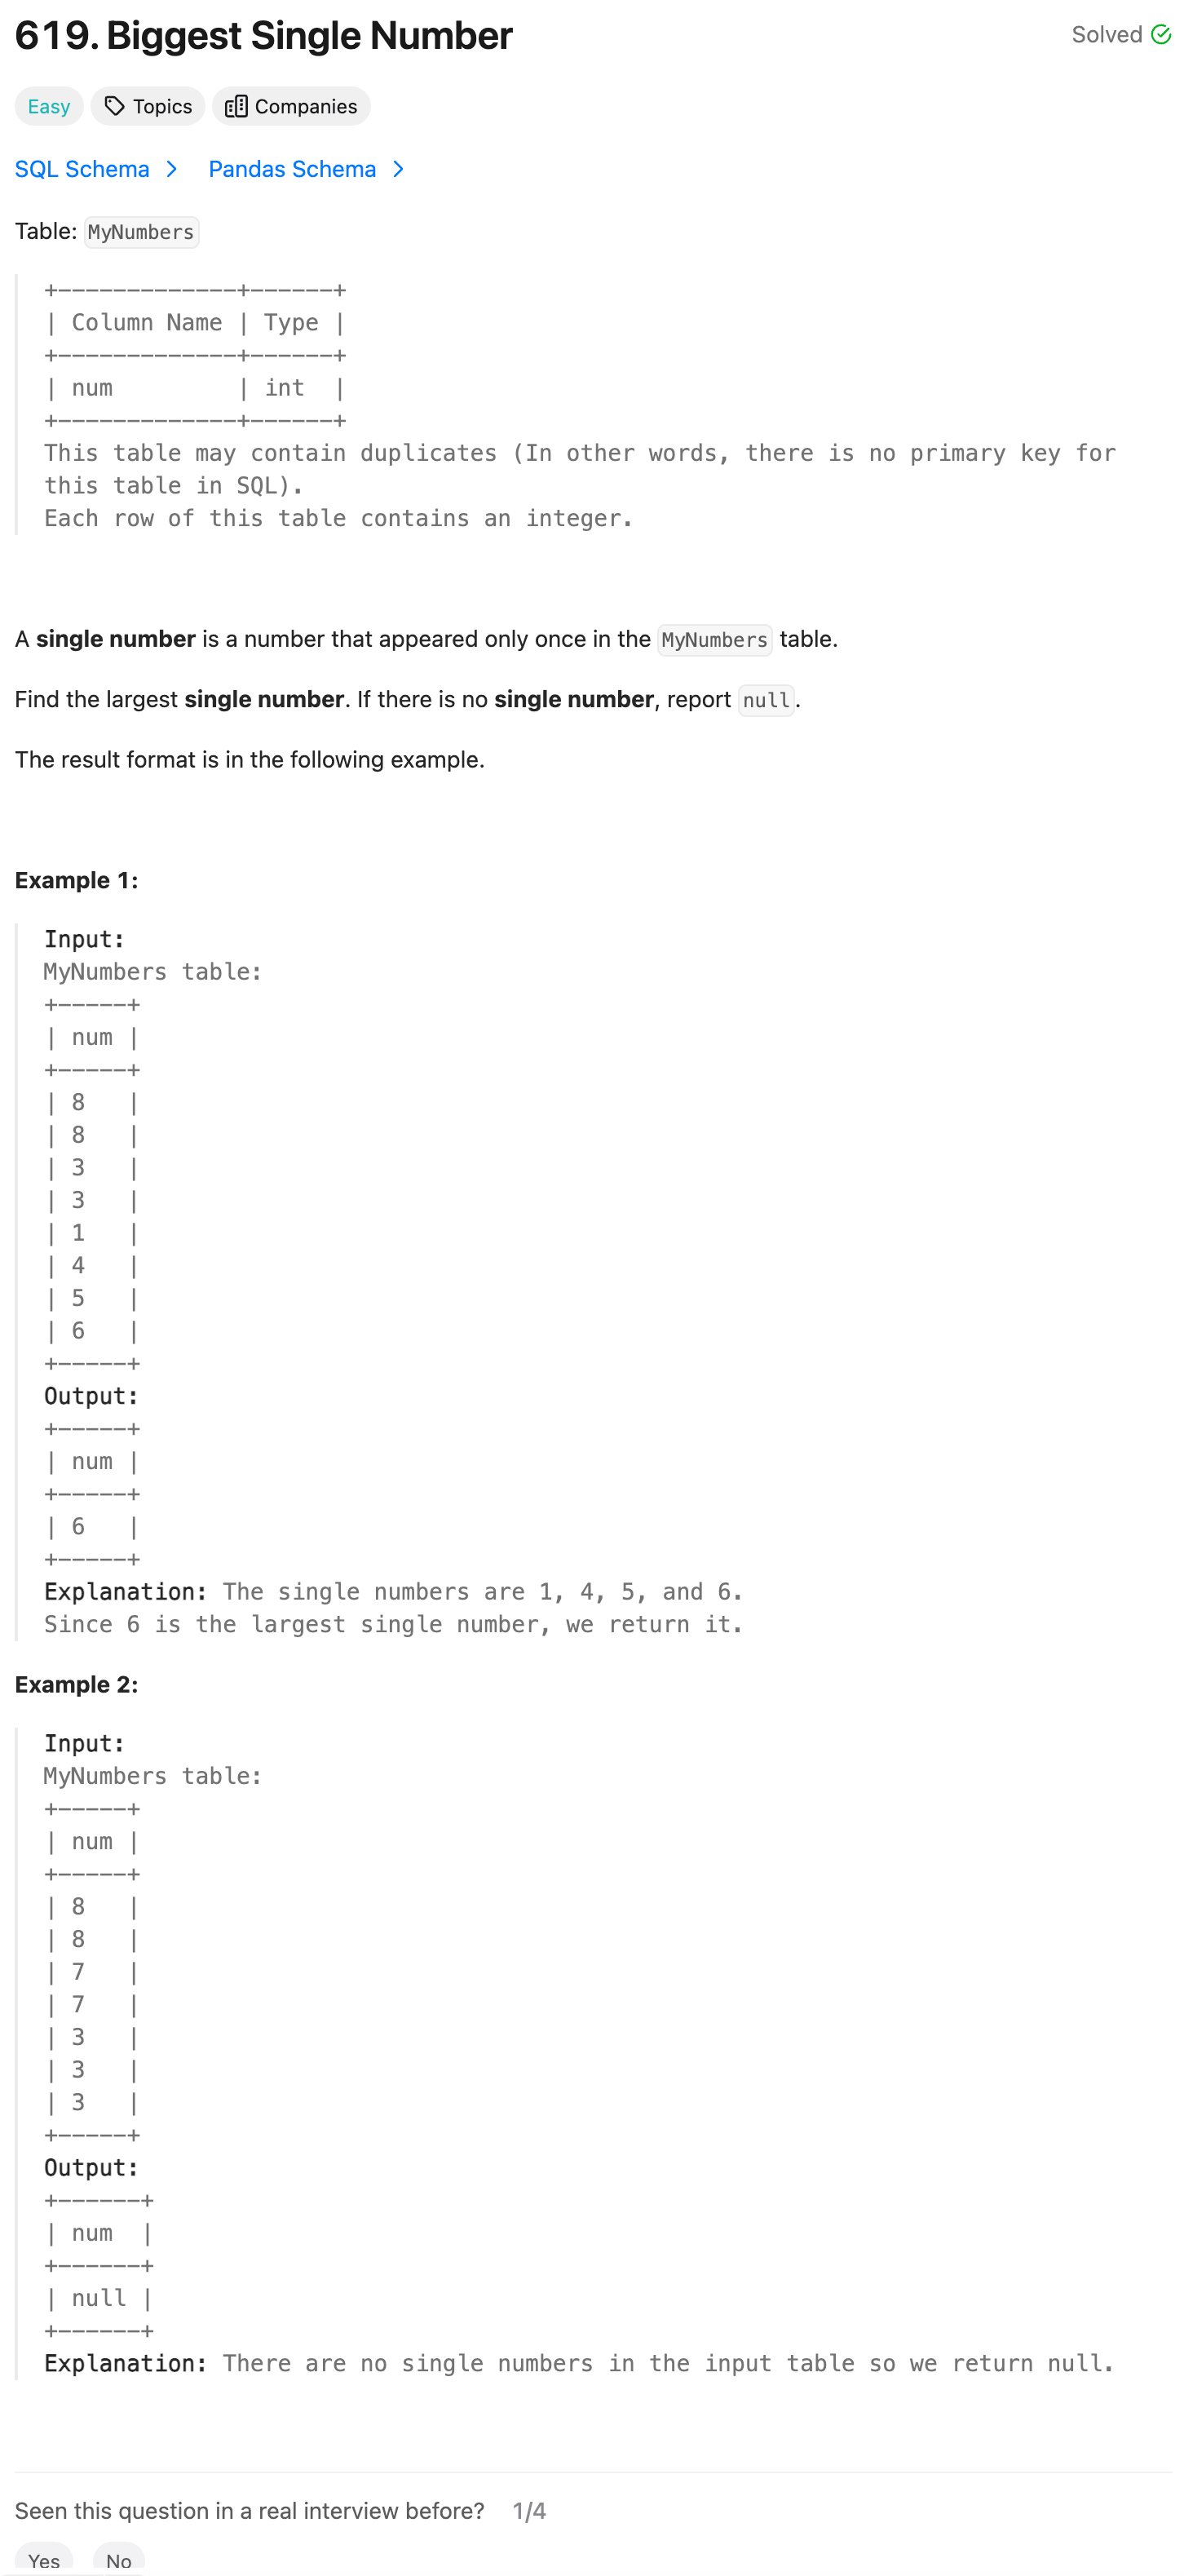 619. Biggest Single Number
Solved
Easy Topics Companies
SQL Schema > Pandas Schema >
Table: MyNumbers
+-------------+------+
| Column Name | Type |
+-------------+------+
| num         | int  |
+-------------+------+
This table may contain duplicates (In other words, there is no primary key for
this table in SQL).
Each row of this table contains an integer.
A single number is a number that appeared only once in the MyNumbers table.
Find the largest single number. If there is no single number, report null.
The result format is in the following example.
Example 1:
Input:
MyNumbers table:
+-----+
| num |
+-----+
| 8   |
| 8   |
| 3   |
| 3   |
| 1   |
| 4   |
| 5   |
| 6   |
+-----+
Output:
+-----+
| num |
+-----+
| 6   |
+-----+
Explanation: The single numbers are 1, 4, 5, and 6.
Since 6 is the largest single number, we return it.
Example 2:
Input:
MyNumbers table:
+-----+
| num |
+-----+
| 8   |
| 8   |
| 7   |
| 7   |
| 3   |
| 3   |
| 3   |
+-----+
Output:
+------+
| num  |
+------+
| null |
+------+
Explanation: There are no single numbers in the input table so we return null.
Seen this question in a real interview before? 1/4
Yes No